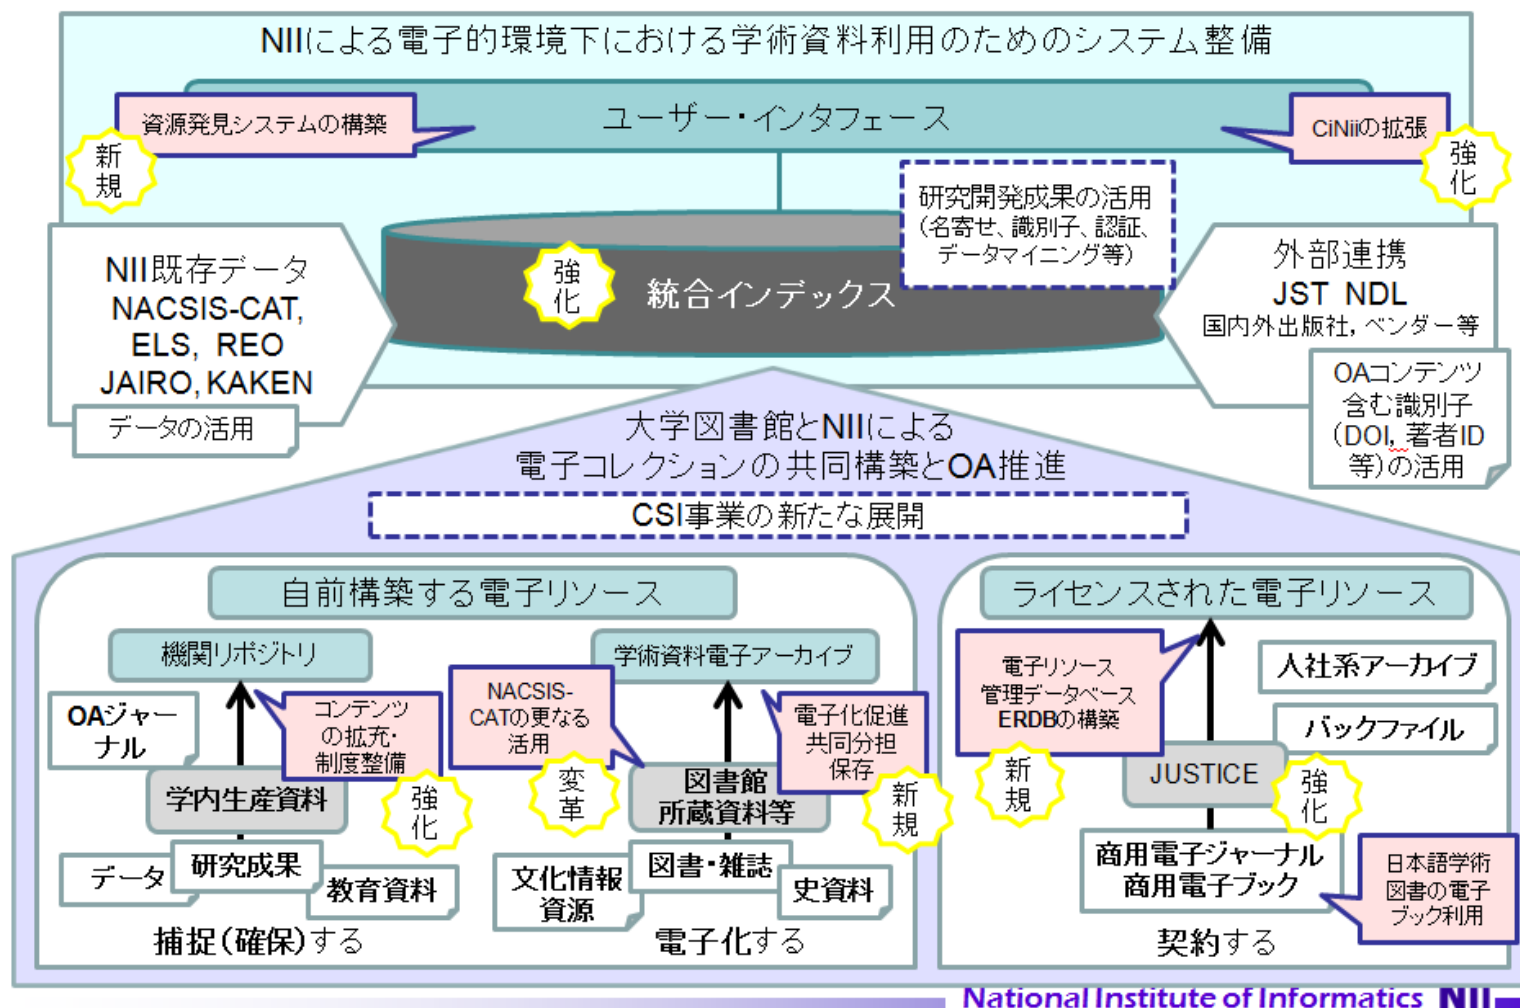 NIIによる電子的環境下における学術資料利用のためのシステム整備
資源発見システムの構築
ユーザー・インタフェース
CiNiiの拡張
新
規
強
化
研究開発成果の活用
（名寄せ、識別子、認証、
データマイニング等）
NII既存データ
NACSIS-CAT,
ELS, REO
JAIRO, KAKEN
データの活用
強
化
統合インデックス
外部連携
JST NDL
国内外出版社，ベンダー等
OAコンテンツ
含む識別子
（DOI, 著者ID
等）の活用
大学図書館とNIIによる
電子コレクションの共同構築とOA推進
CSI事業の新たな展開
自前構築する電子リソース
機関リポジトリ
学術資料電子アーカイブ
OAジャー
ナル
コンテンツ
の拡充・
制度整備
強
化
学内生産資料
データ
研究成果
教育資料
捕捉（確保）する
NACSIS-
CATの更なる
活用
変
革
電子化促進
共同分担
保存
新
規
図書館
所蔵資料等
文化情報
資源
図書・雑誌
史資料
電子化する
ライセンスされた電子リソース
電子リソース
管理データベース
ERDBの構築
新
規
人社系アーカイブ
バックファイル
JUSTICE
強
化
商用電子ジャーナル
商用電子ブック
日本語学術
図書の電子
ブック利用
契約する
National Institute of Informatics NII